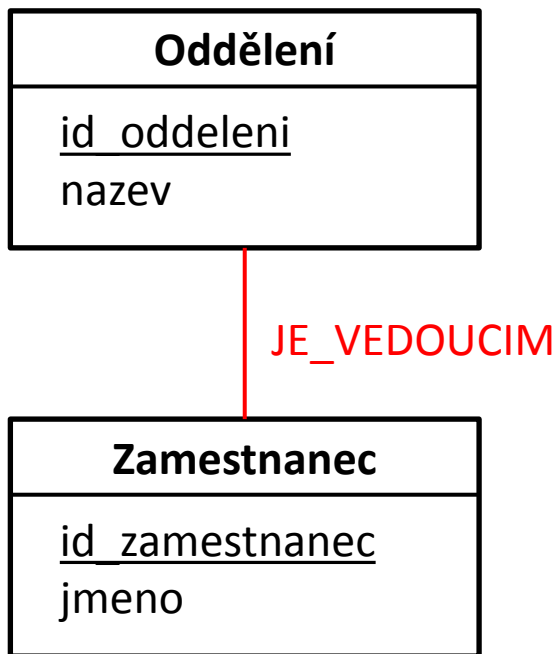 Oddělení
id_oddeleni
nazev
JE_VEDOUCIM
Zamestnanec
id_zamestnanec
jmeno